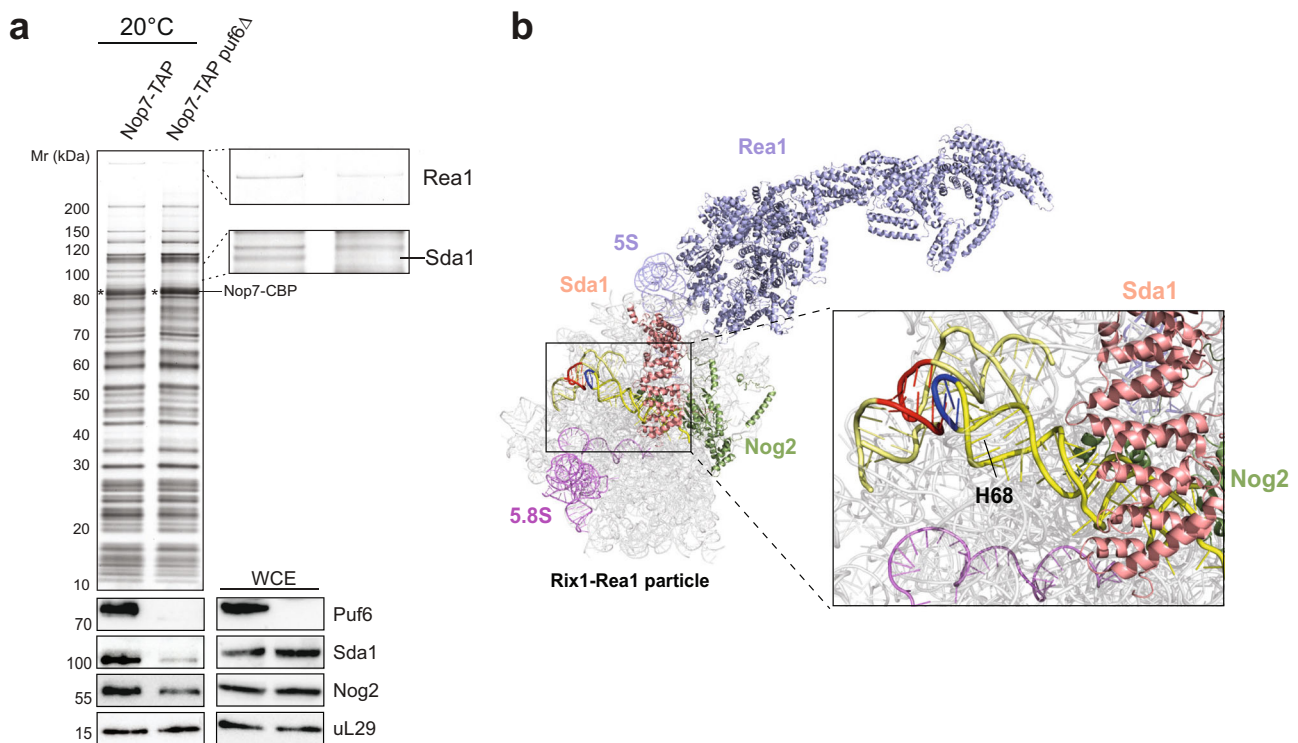 a
20°C
Nop7-TAP
Nop7-TAP puf6Δ
Mr (kDa)
200
150
120
100
80
70
60
50
40
30
20
10
* *
Rea1
Sda1
Nop7-CBP
WCE
70
Puf6
100
Sda1
55
Nog2
15
uL29
b
Rea1
5S
Sda1
Nog2
5.8S
Rix1-Rea1 particle
Sda1
H68
Nog2